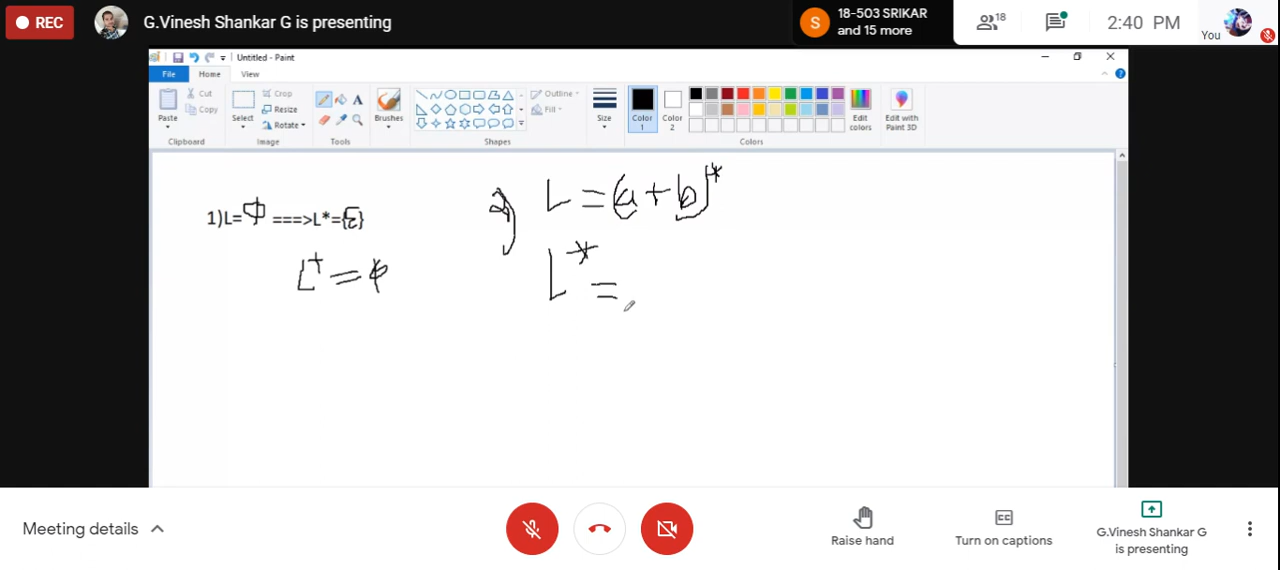 REC
G.Vinesh Shankar G is presenting
S
18-503 SRIKAR
and 15 more
18
2:40 PM
You
Untitled - Paint
File Home View
Paste
Cut
Copy
Clipboard
Select
Crop
Resize
Rotate
Image
A
Tools
Brushes
Shapes
Outline
Fill
Size
Color
1
Color
2
Edit
colors
Colors
Edit with
Paint 3D
1)L=Φ ===>L*={Σ}
L+ = φ
2) L = (a+b)*
L* =
Meeting details
Raise hand
CC
Turn on captions
G.Vinesh Shankar G
is presenting